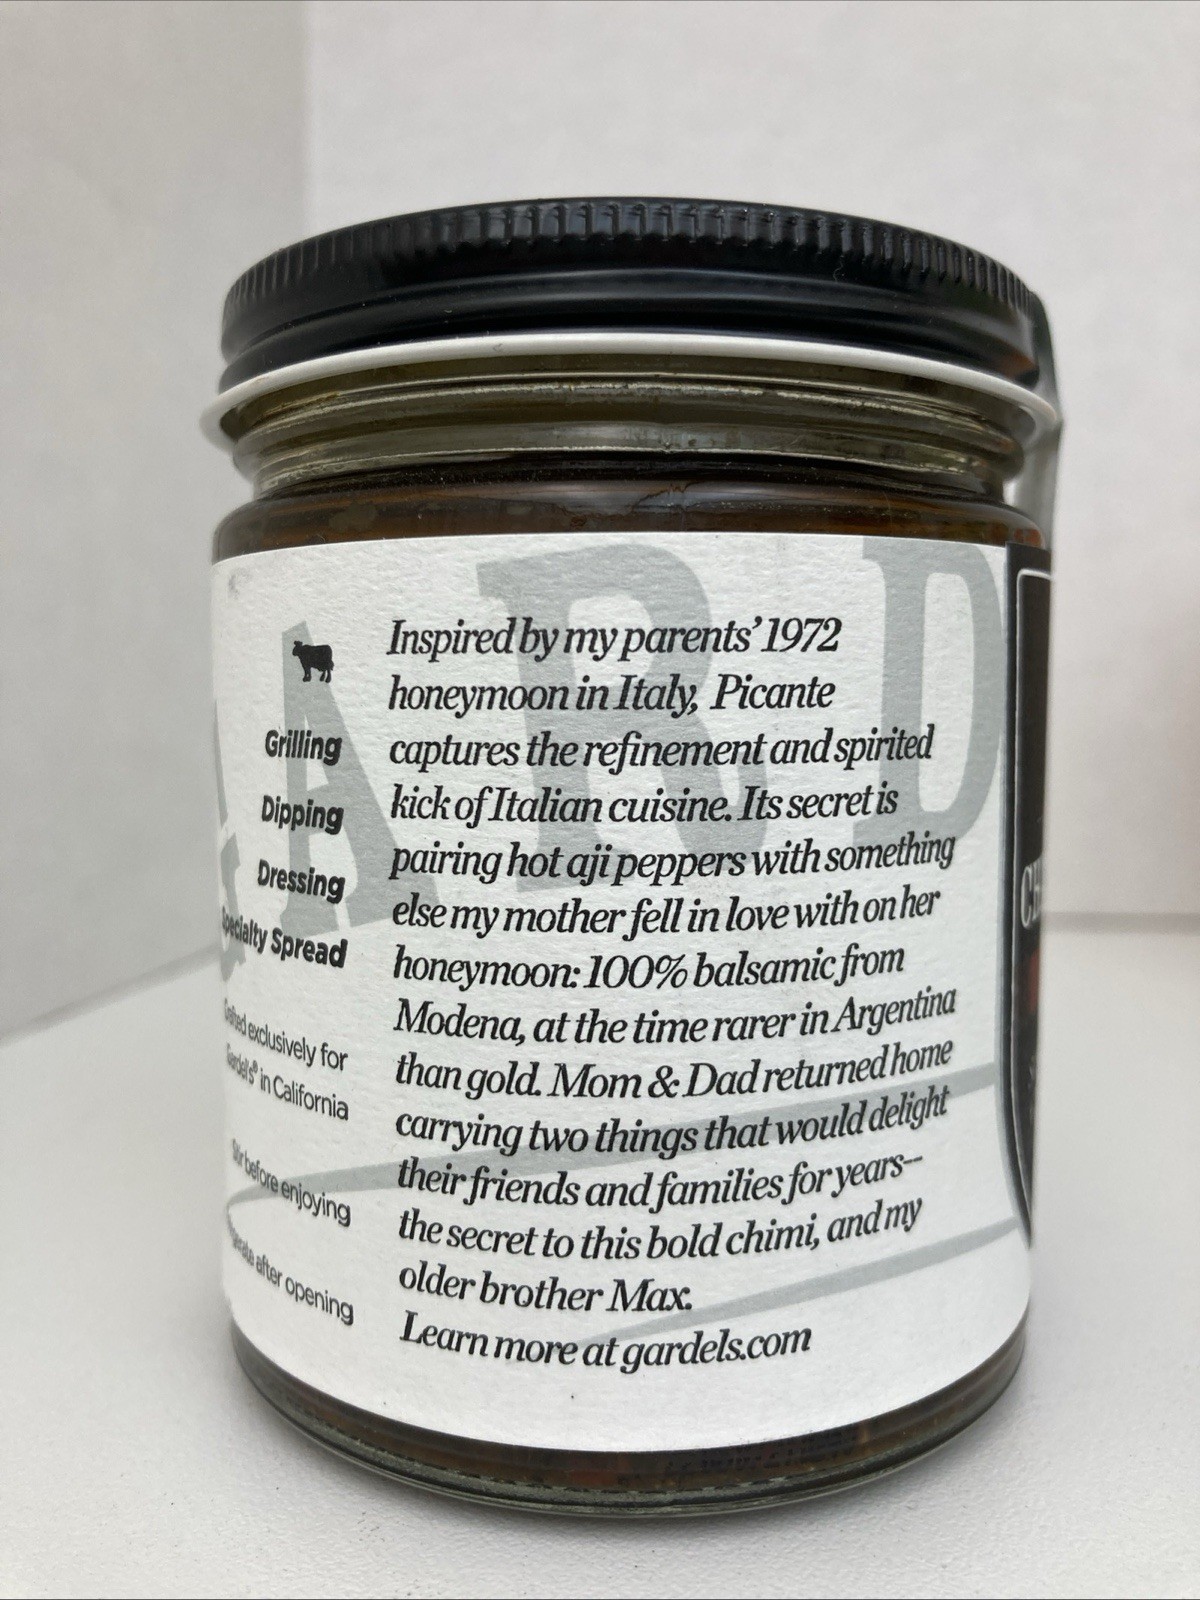 ARD
Grilling
Dipping
Dressing
Specialty Spread
Crafted exclusively for
Gardel's® in California
Stir before enjoying
after opening
Inspired by my parents' 1972
honeymoon in Italy, Picante
captures the refinement and spirited
kick of Italian cuisine. Its secret is
pairing hot aji peppers with something
else my mother fell in love with on her
honeymoon: 100% balsamic from
Modena, at the time rarer in Argentina
than gold. Mom & Dad returned home
carrying two things that would delight
their friends and families for years--
the secret to this bold chimi, and my
older brother Max.
Learn more at gardels.com